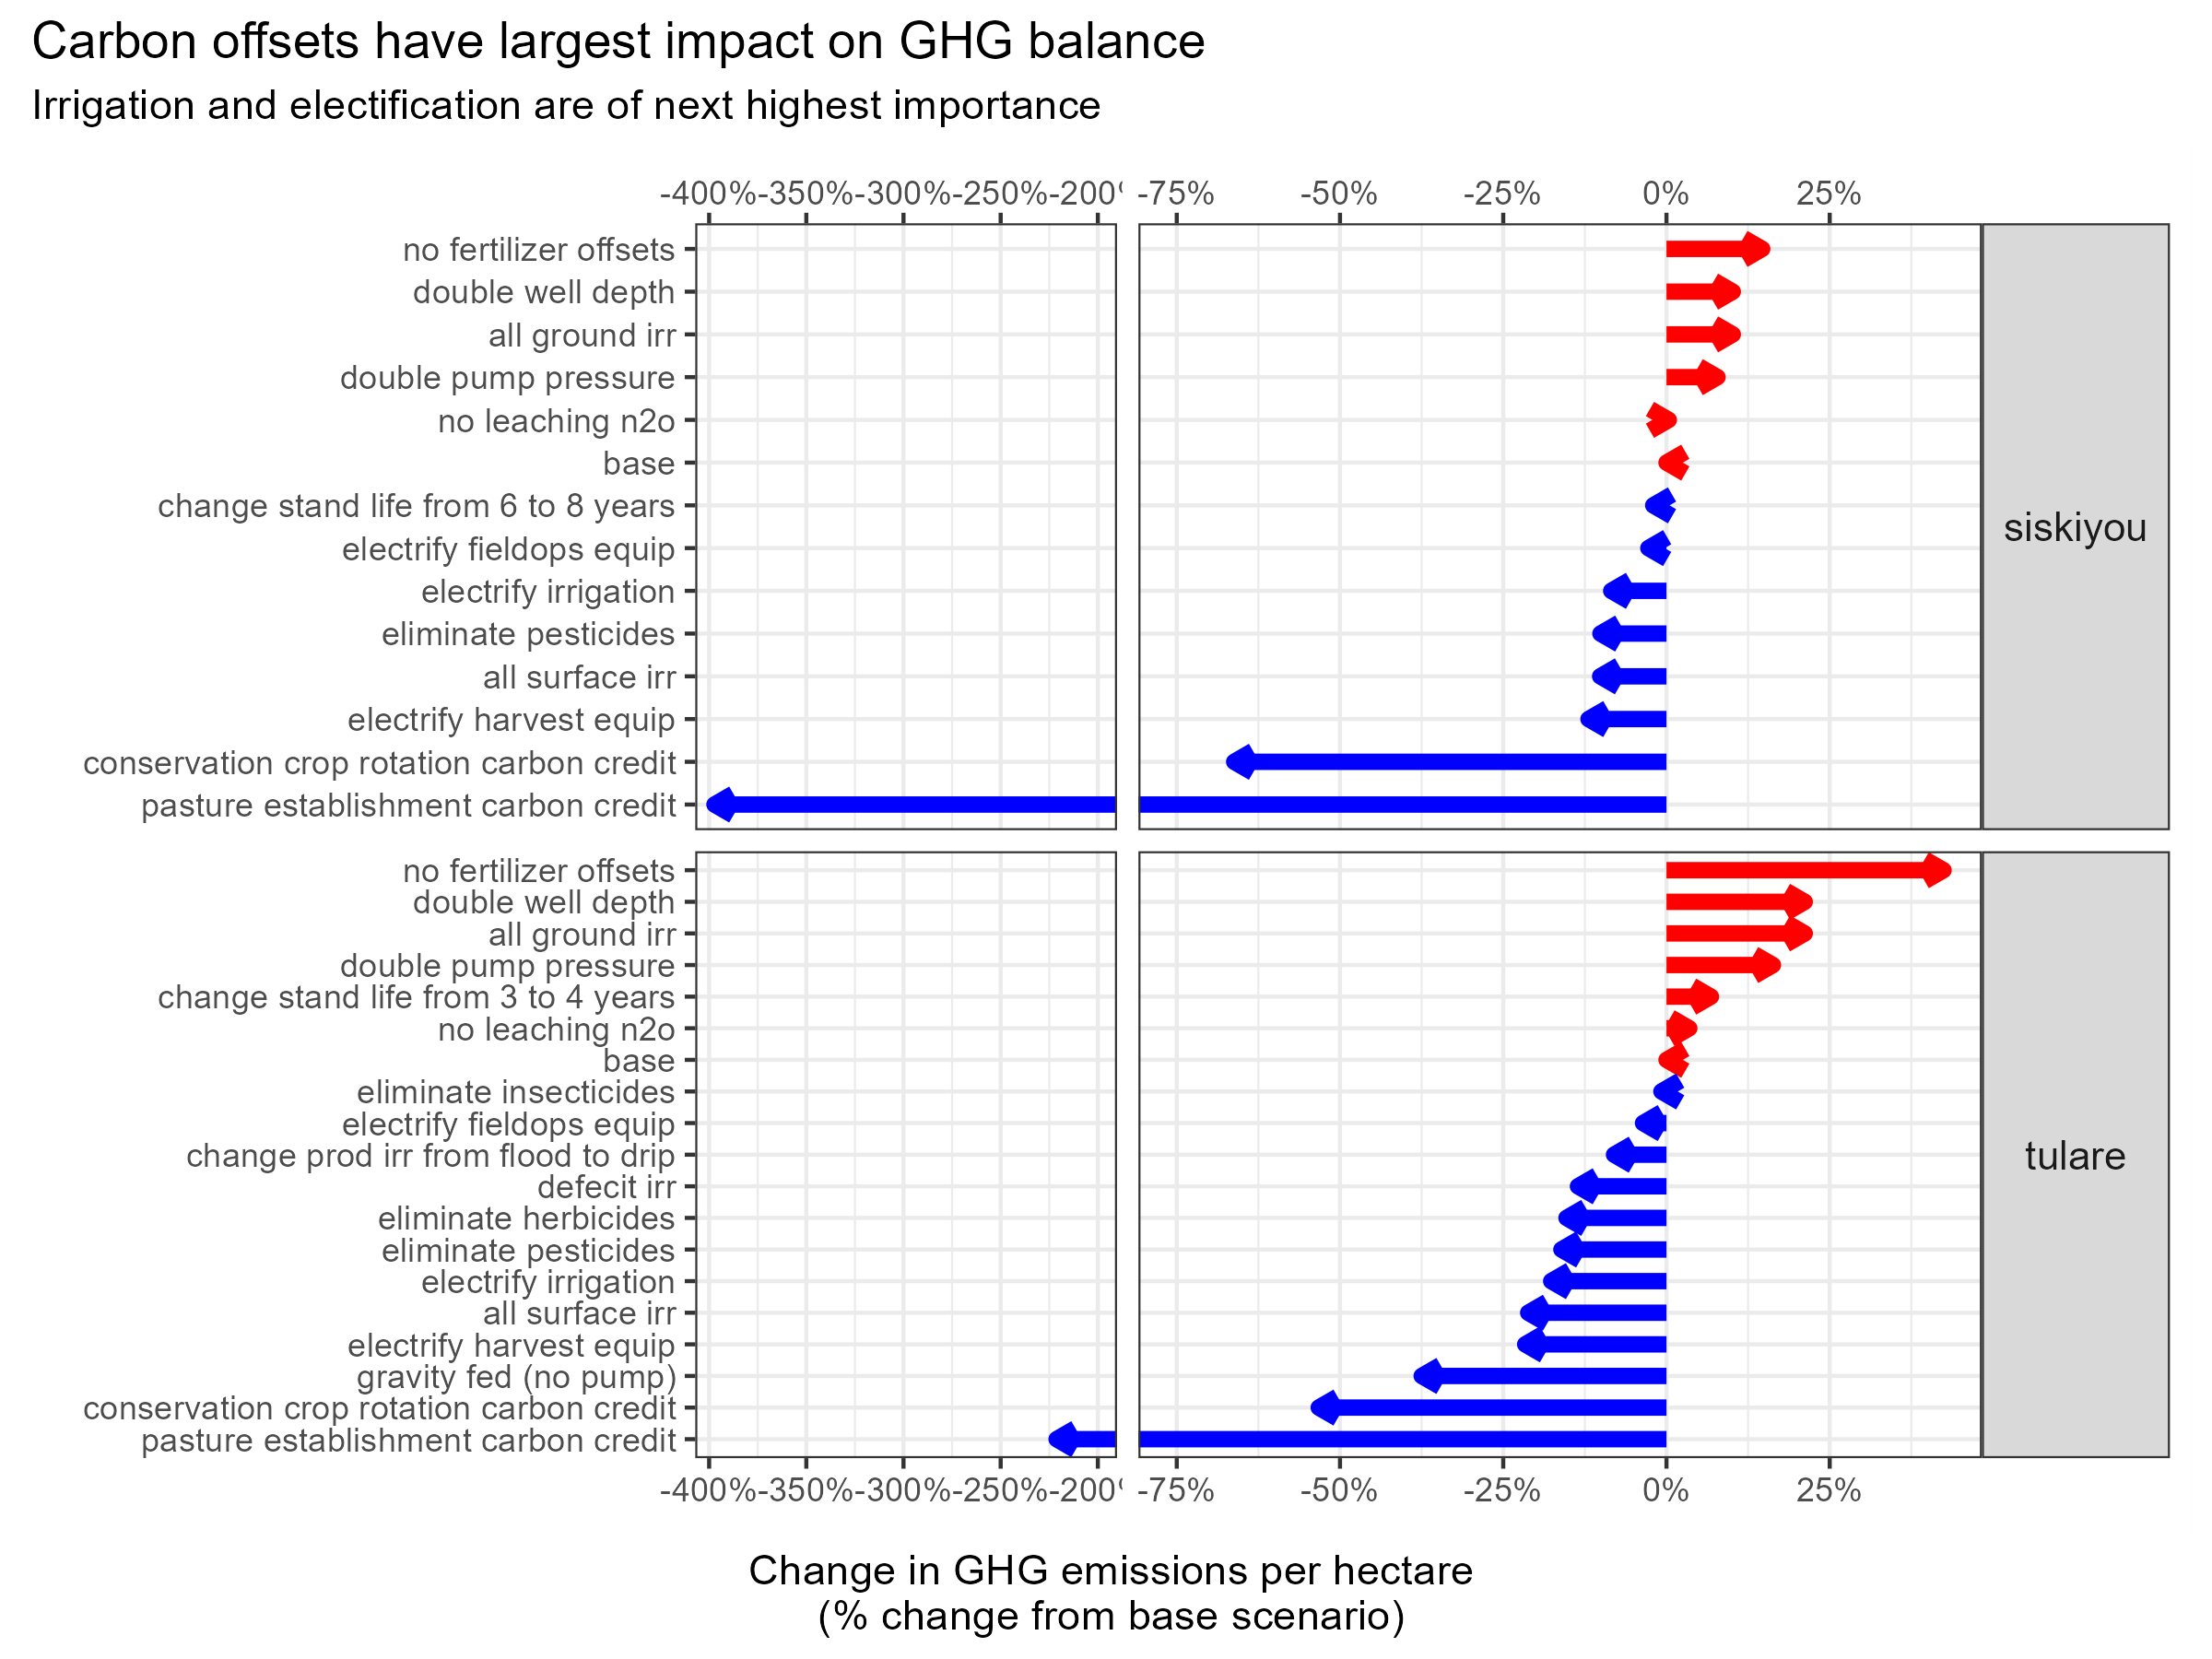 Carbon offsets have largest impact on GHG balance
Irrigation and electification are of next highest importance
-400% -350% -300% -250% -200% -75% -50% -25% 0% 25%
no fertilizer offsets
double well depth
all ground irr
double pump pressure
no leaching n2o
base
change stand life from 6 to 8 years
electrify fieldops equip
electrify irrigation
eliminate pesticides
all surface irr
electrify harvest equip
conservation crop rotation carbon credit
pasture establishment carbon credit
siskiyou
no fertilizer offsets
double well depth
all ground irr
double pump pressure
change stand life from 3 to 4 years
no leaching n2o
base
eliminate insecticides
electrify fieldops equip
change prod irr from flood to drip
defecit irr
eliminate herbicides
eliminate pesticides
electrify irrigation
all surface irr
electrify harvest equip
gravity fed (no pump)
conservation crop rotation carbon credit
pasture establishment carbon credit
tulare
-400% -350% -300% -250% -200% -75% -50% -25% 0% 25%
Change in GHG emissions per hectare
(% change from base scenario)